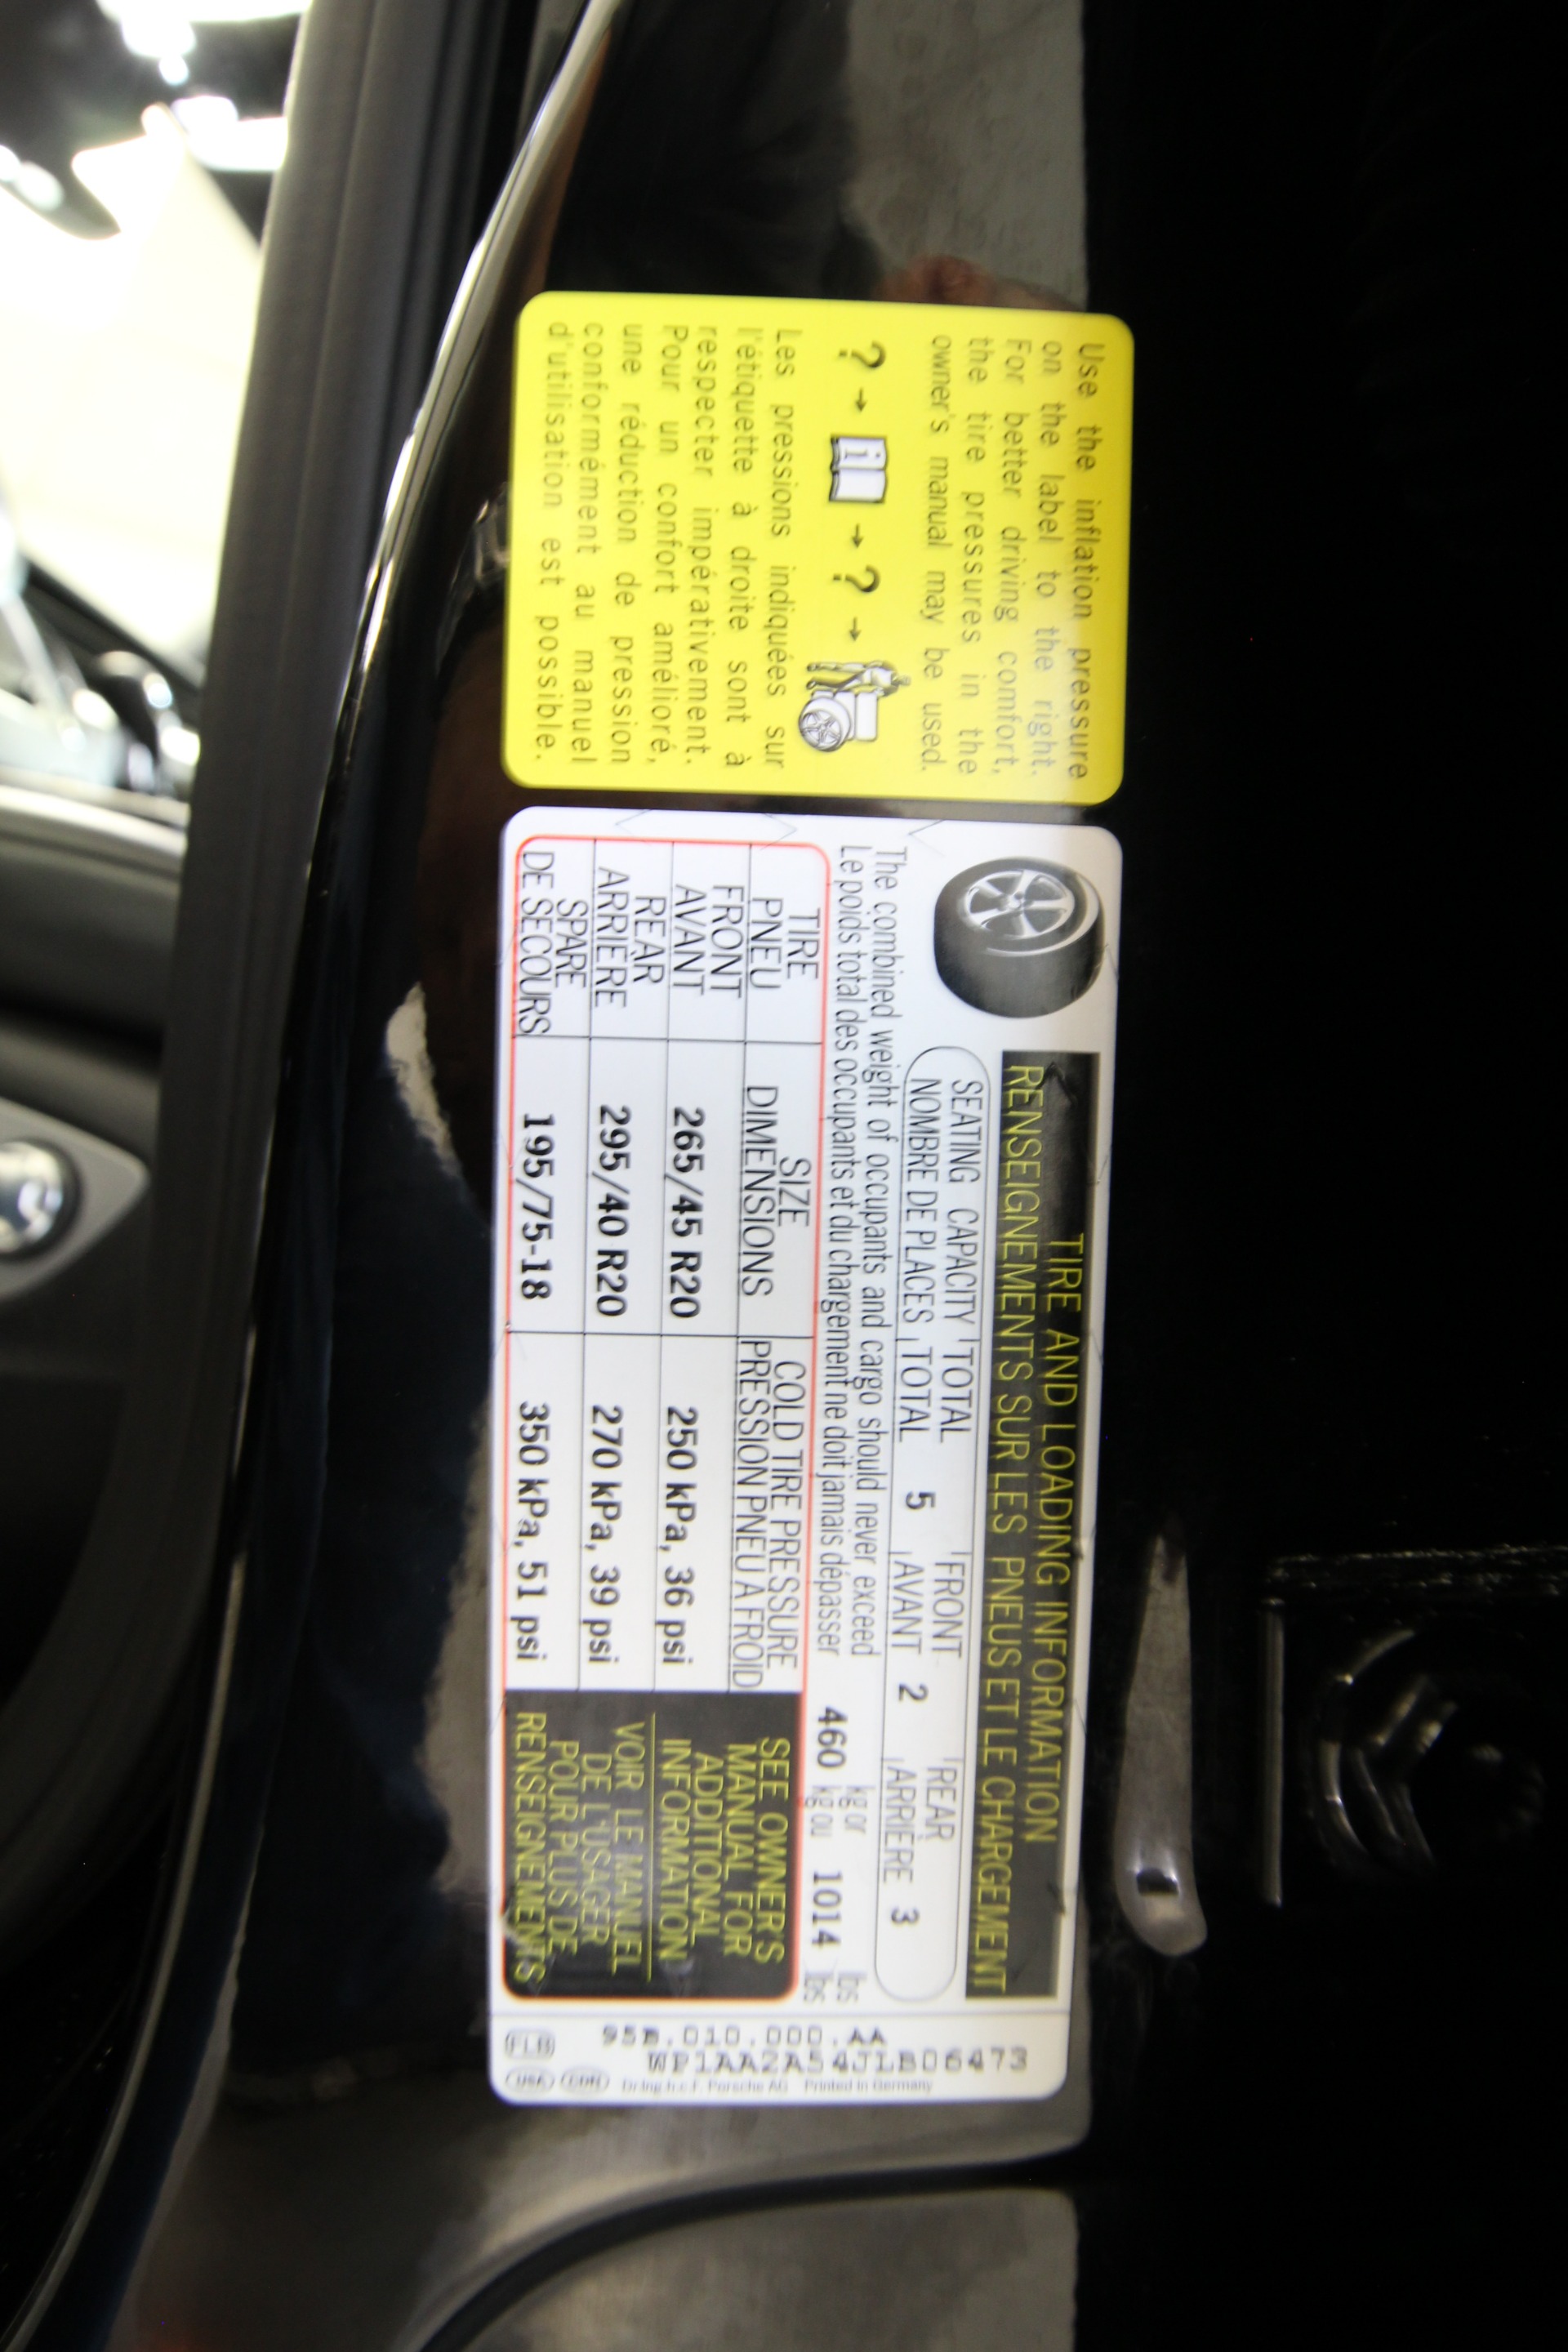 Use the inflation pressure
on the label to the right.
For better driving comfort,
the tire pressures in the
owner's manual may be used.
? → i → ? →
Les pressions indiquées sur
l'étiquette à droite sont à
respecter impérativement.
Pour un confort amélioré,
une réduction de pression
conformément au manuel
d'utilisation est possible.
TIRE AND LOADING INFORMATION
RENSEIGNEMENTS SUR LES PNEUS ET LE CHARGEMENT
SEATING CAPACITY TOTAL 5 FRONT 2 REAR 3
NOMBRE DE PLACES TOTAL AVANT ARRIÈRE
The combined weight of occupants and cargo should never exceed 460 kg or 1014 lbs
Le poids total des occupants et du chargement ne doit jamais dépasser kg ou lbs
TIRE SIZE COLD TIRE PRESSURE
PNEU DIMENSIONS PRESSION PNEU A FROID
FRONT
AVANT 265/45 R20 250 kPa, 36 psi
REAR
ARRIÈRE 295/40 R20 270 kPa, 39 psi
SPARE
DE SECOURS 195/75-18 350 kPa, 51 psi
SEE OWNER'S
MANUAL FOR
ADDITIONAL
INFORMATION
VOIR LE MANUEL
DE L'USAGER
POUR PLUS DE
RENSEIGNEMENTS
95B.010.000.AA
WP1AA2A54JLB06473
FLB
USA CDN Dr.Ing.h.c.F. Porsche AG Printed in Germany